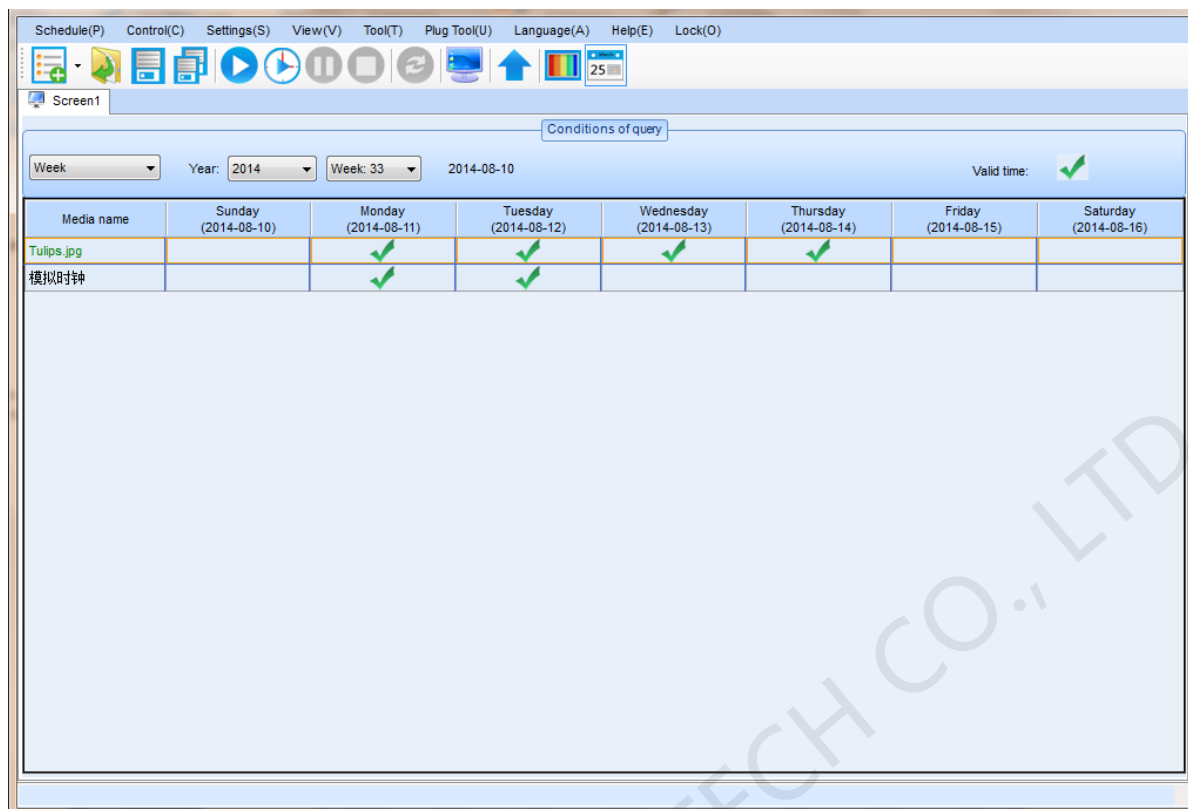 Schedule(P) Control(C) Settings(S) View(V) Tool(T) Plug Tool(U) Language(A) Help(E) Lock(O)
25
Screen1
Conditions of query
Week Year: 2014 Week: 33 2014-08-10 Valid time:
Media name Sunday Monday Tuesday Wednesday Thursday Friday Saturday
(2014-08-10) (2014-08-11) (2014-08-12) (2014-08-13) (2014-08-14) (2014-08-15) (2014-08-16)
Tulips.jpg
模拟时钟
TECH CO., LTD